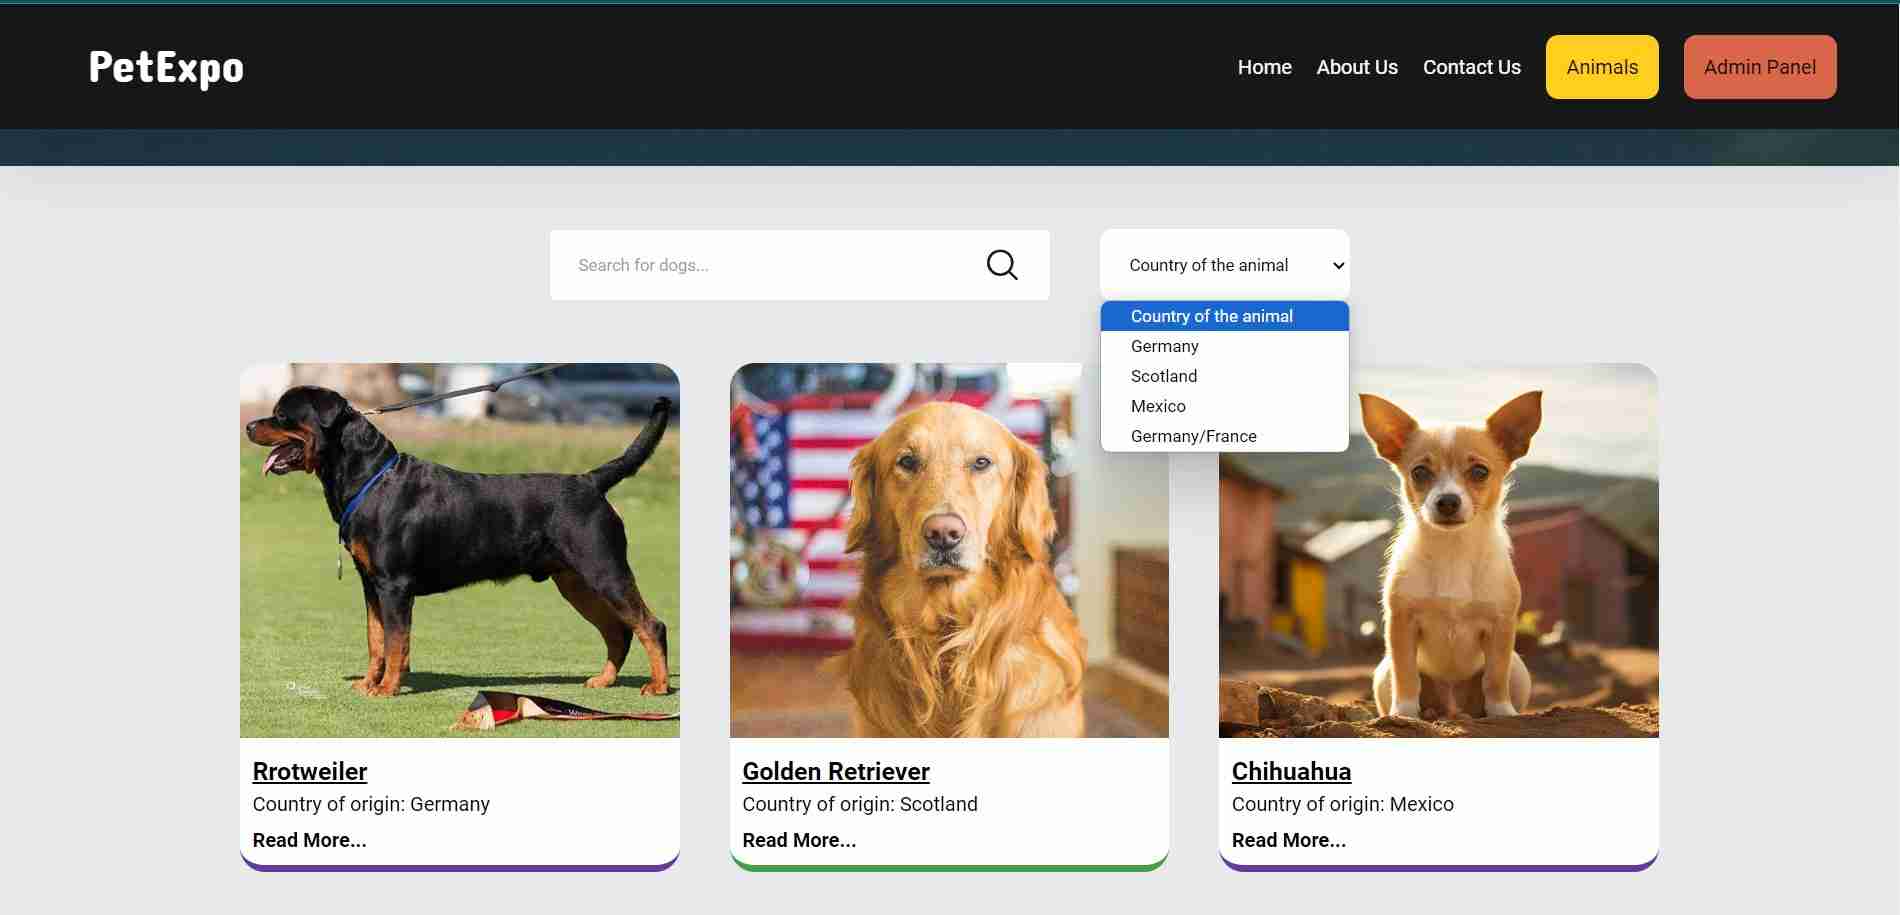 PetExpo
Home About Us Contact Us Animals Admin Panel
Search for dogs...
Country of the animal
Country of the animal
Germany
Scotland
Mexico
Germany/France
Rrotweiler
Country of origin: Germany
Read More...
Golden Retriever
Country of origin: Scotland
Read More...
Chihuahua
Country of origin: Mexico
Read More...